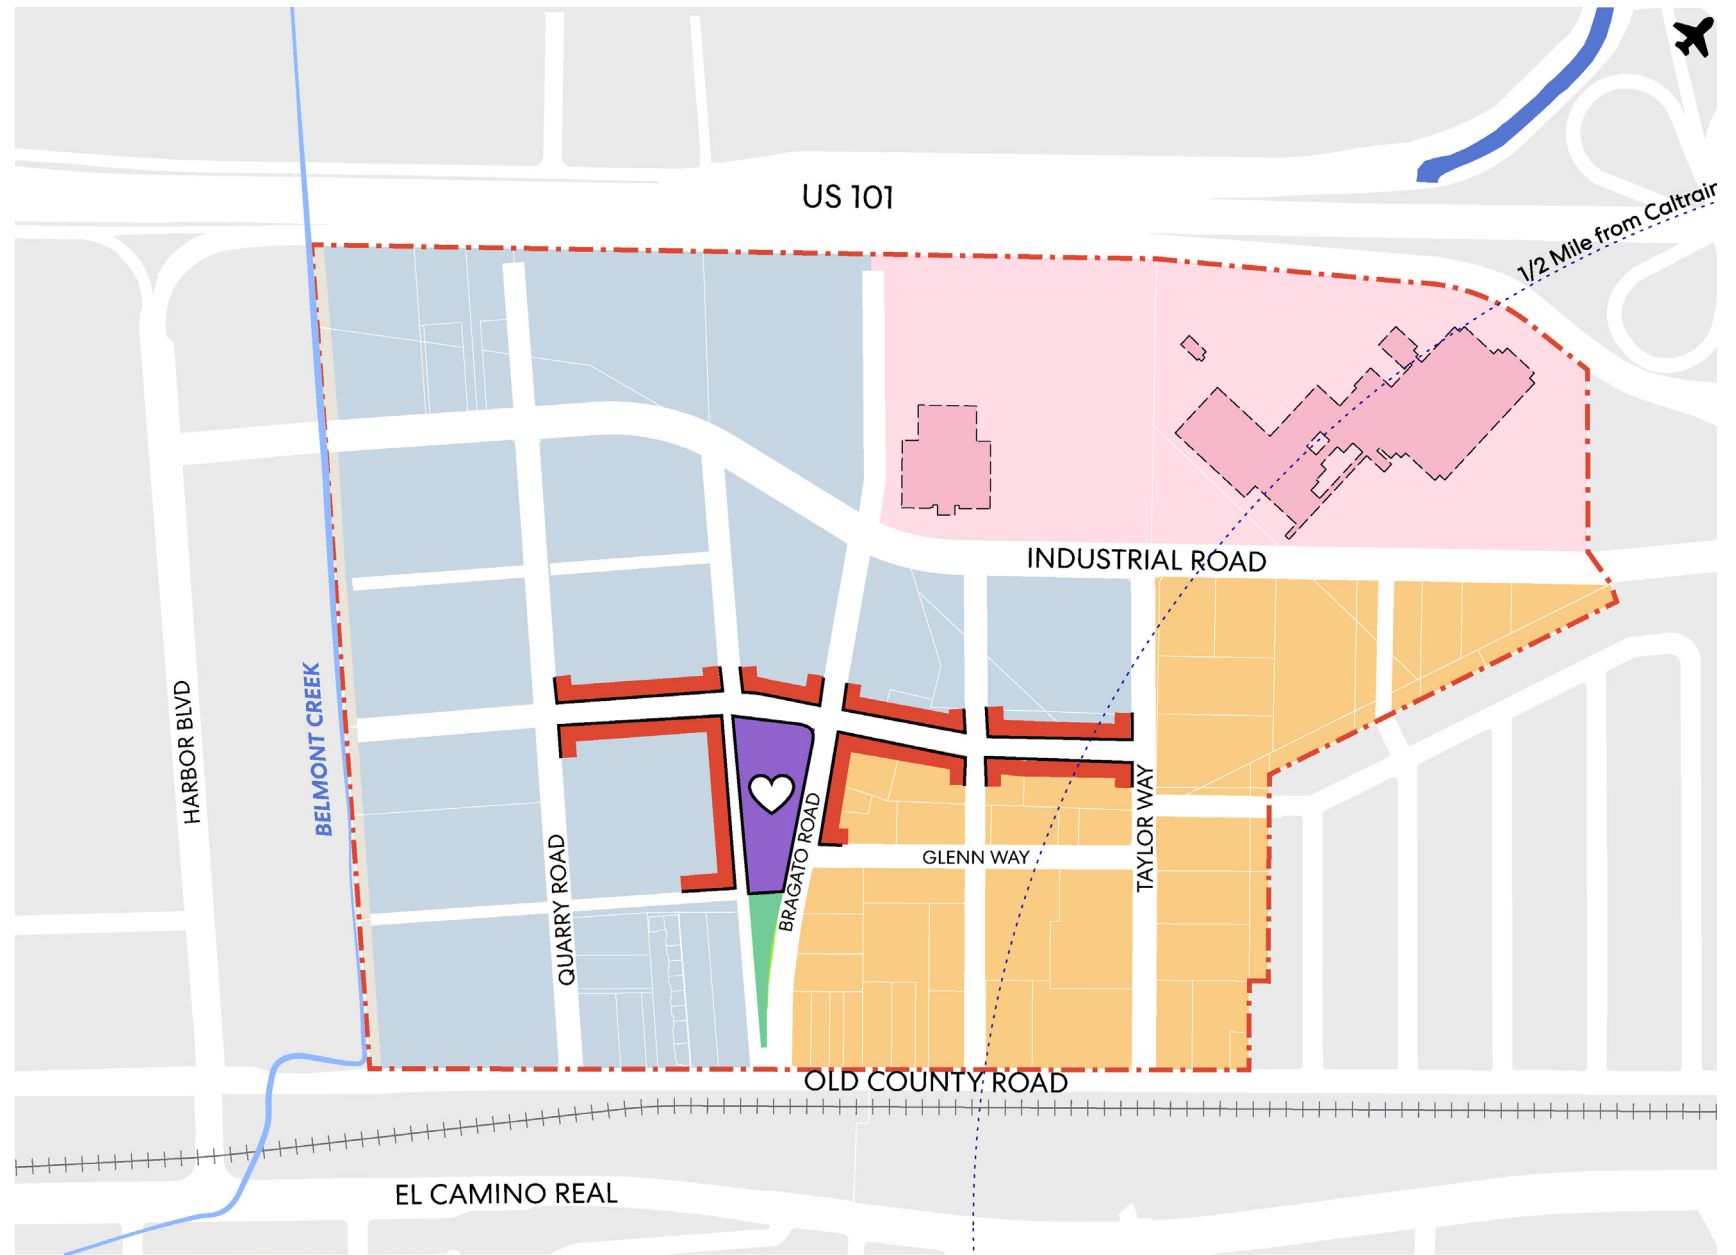 US 101
1/2 Mile from Caltrain
INDUSTRIAL ROAD
HARBOR BLVD
BELMONT CREEK
QUARRY ROAD
BRAGATO ROAD
GLENN WAY
TAYLOR WAY
OLD COUNTY ROAD
EL CAMINO REAL